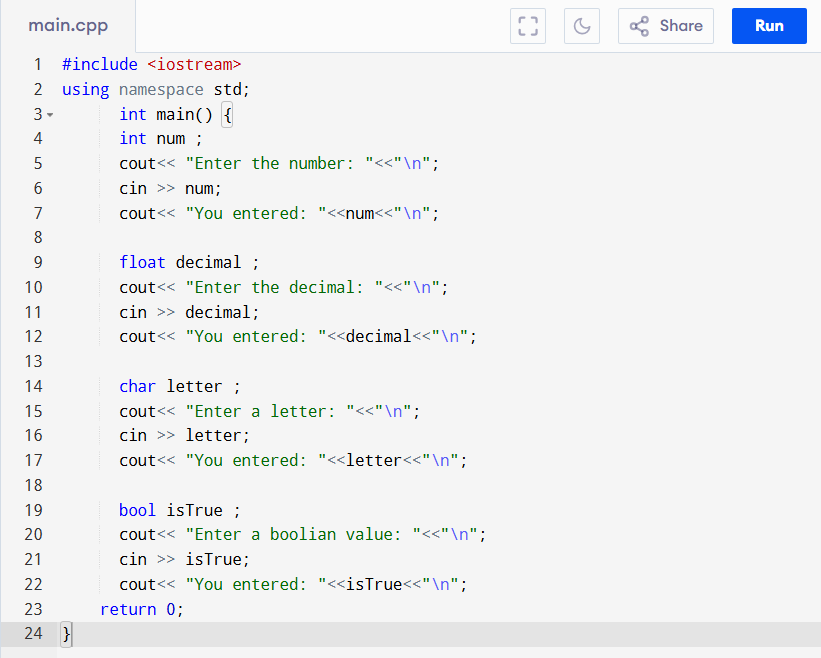 main.cpp
Share
Run
1 #include <iostream>
2 using namespace std;
3 int main() {
4 int num ;
5 cout<< "Enter the number: "<<"\n";
6 cin >> num;
7 cout<< "You entered: "<<num<<"\n";
8
9 float decimal ;
10 cout<< "Enter the decimal: "<<"\n";
11 cin >> decimal;
12 cout<< "You entered: "<<decimal<<"\n";
13
14 char letter ;
15 cout<< "Enter a letter: "<<"\n";
16 cin >> letter;
17 cout<< "You entered: "<<letter<<"\n";
18
19 bool isTrue ;
20 cout<< "Enter a boolian value: "<<"\n";
21 cin >> isTrue;
22 cout<< "You entered: "<<isTrue<<"\n";
23 return 0;
24 }